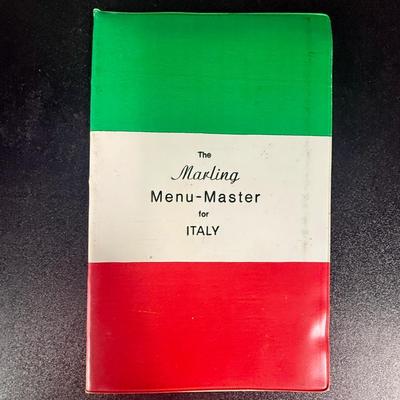 The
Marling
Menu-Master
for
ITALY